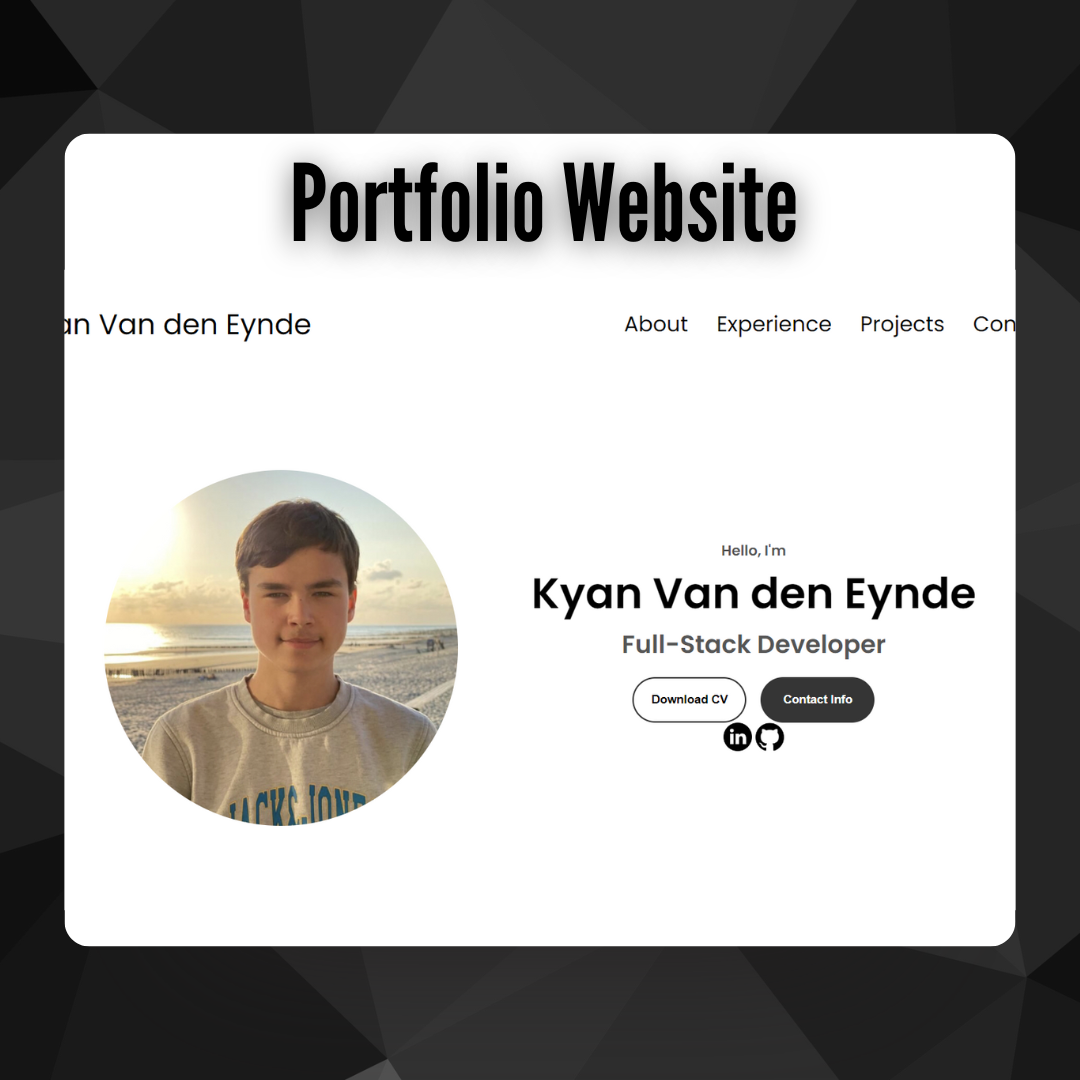 Portfolio Website
an Van den Eynde
About Experience Projects Con
Hello, I'm
Kyan Van den Eynde
Full-Stack Developer
Download CV Contact Info
in
JACK & JONE